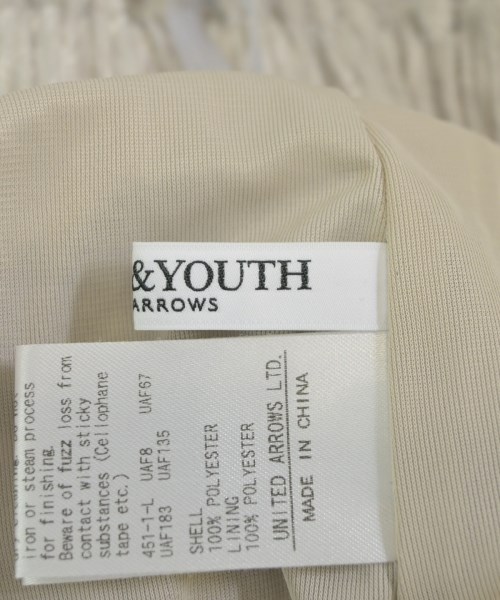 &YOUTH
ARROWS
iron or steam process
for finishing.
Beware of fuzz loss from
contact with sticky
substances (Cellophane
tape etc.)
451-1-L UAF8 UAF67
UAF183 UAF135
SHELL
100% POLYESTER
LINING
100% POLYESTER
UNITED ARROWS LTD.
MADE IN CHINA